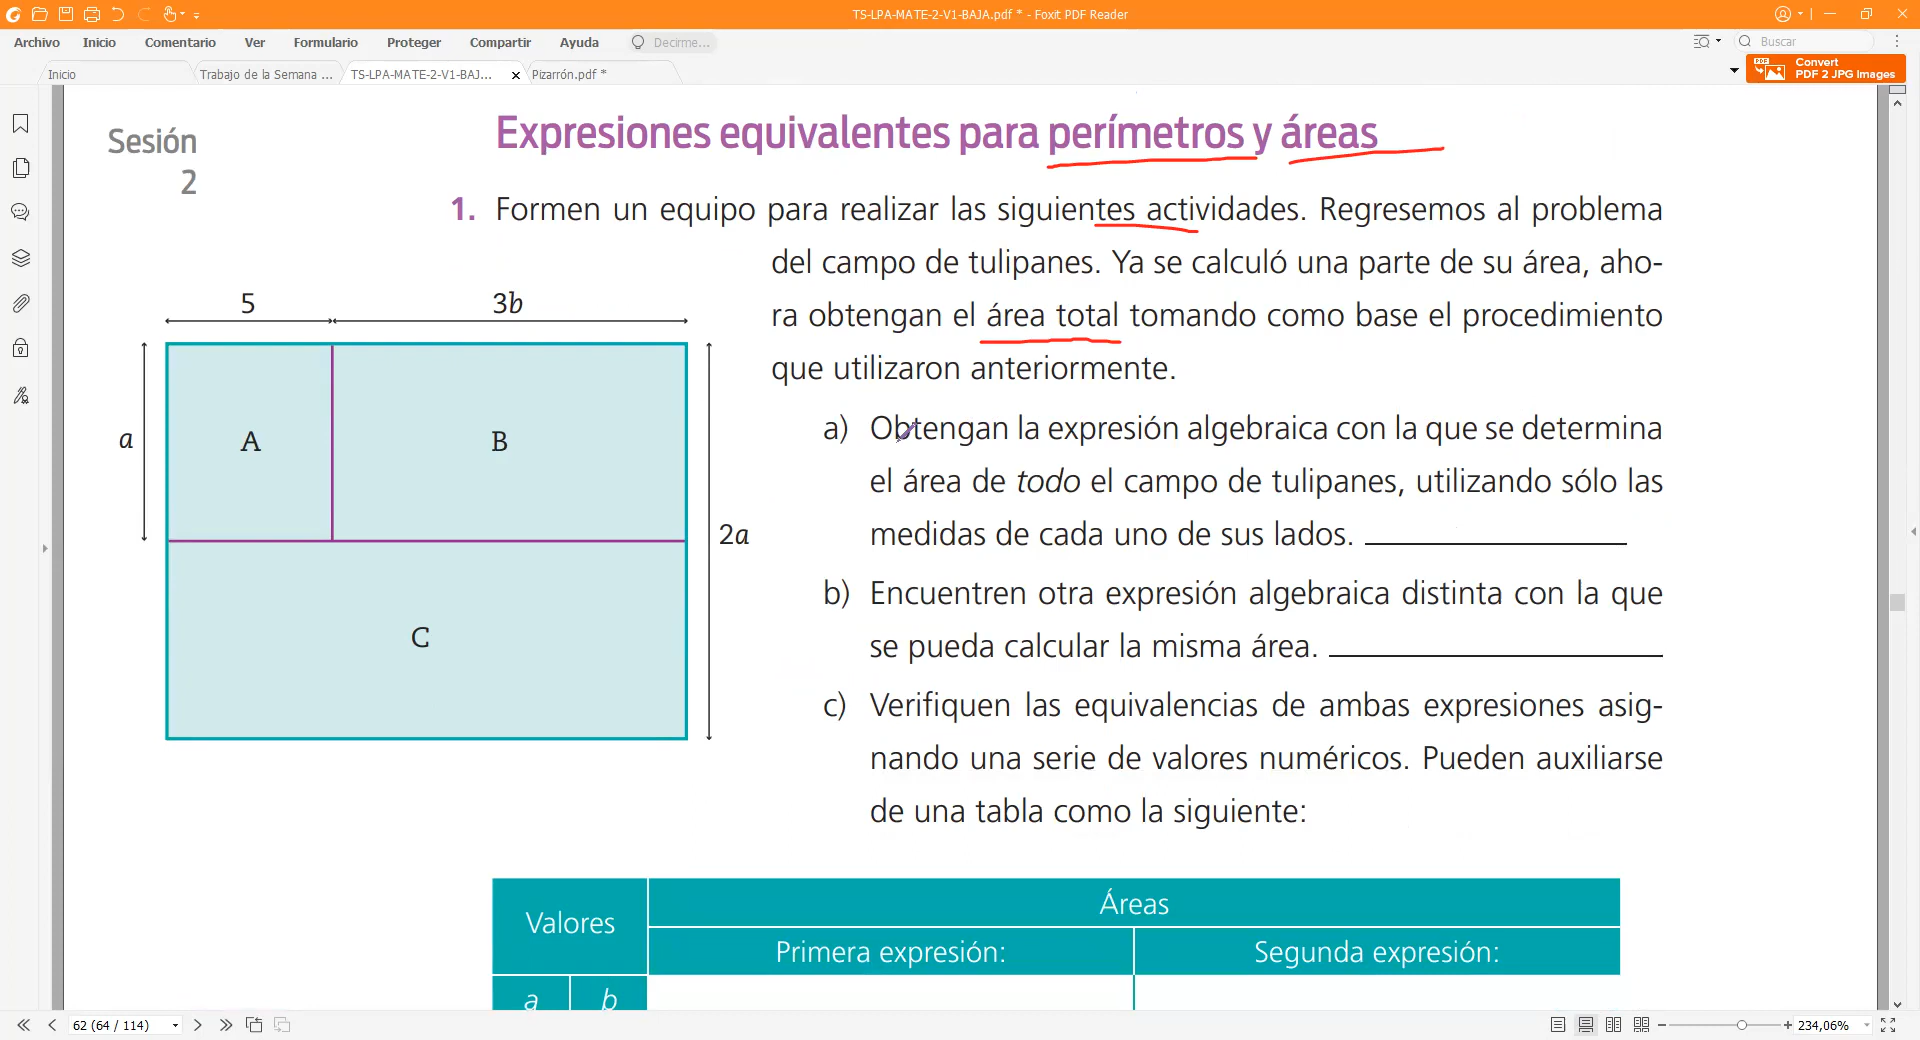 TS-LPA-MATE-2-V1-BAJA.pdf * - Foxit PDF Reader
Archivo Inicio Comentario Ver Formulario Proteger Compartir Ayuda Decirme... Buscar
Inicio Trabajo de la Semana ... TS-LPA-MATE-2-V1-BAJ... Pizarrón.pdf *
Convert
PDF 2 JPG Images
Sesión
2
Expresiones equivalentes para perímetros y áreas
1. Formen un equipo para realizar las siguientes actividades. Regresemos al problema
del campo de tulipanes. Ya se calculó una parte de su área, aho-
ra obtengan el área total tomando como base el procedimiento
que utilizaron anteriormente.
5 3b
a A B
2a
C
a) Obtengan la expresión algebraica con la que se determina
el área de todo el campo de tulipanes, utilizando sólo las
medidas de cada uno de sus lados.
b) Encuentren otra expresión algebraica distinta con la que
se pueda calcular la misma área.
c) Verifiquen las equivalencias de ambas expresiones asig-
nando una serie de valores numéricos. Pueden auxiliarse
de una tabla como la siguiente:
Valores Áreas
Primera expresión: Segunda expresión:
a b
62 (64 / 114) 234,06%